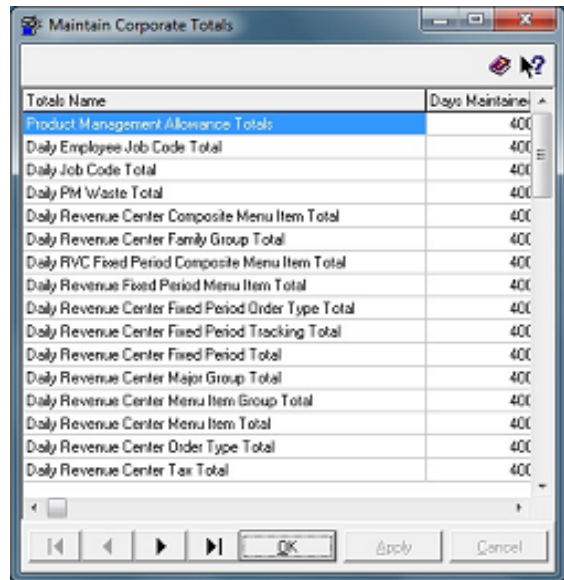 Maintain Corporate Totals
Totals Name Days Maintaine
Product Management Allowance Totals 400
Daily Employee Job Code Total 400
Daily Job Code Total 400
Daily PM Waste Total 400
Daily Revenue Center Composite Menu Item Total 400
Daily Revenue Center Family Group Total 400
Daily RVC Fixed Period Composite Menu Item Total 400
Daily Revenue Fixed Period Menu Item Total 400
Daily Revenue Center Fixed Period Order Type Total 400
Daily Revenue Center Fixed Period Tracking Total 400
Daily Revenue Center Fixed Period Total 400
Daily Revenue Center Major Group Total 400
Daily Revenue Center Menu Item Group Total 400
Daily Revenue Center Menu Item Total 400
Daily Revenue Center Order Type Total 400
Daily Revenue Center Tax Total 400
OK Apply Cancel